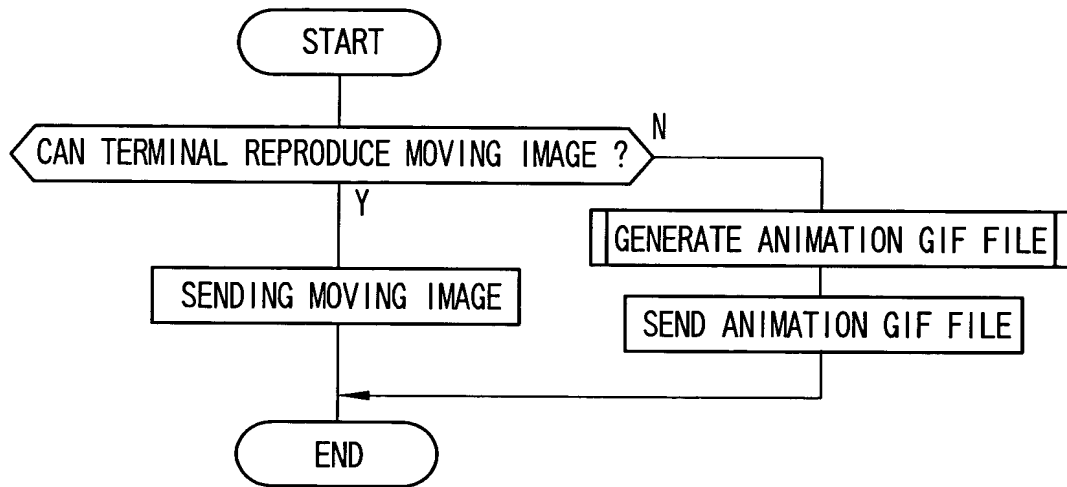 START
CAN TERMINAL REPRODUCE MOVING IMAGE ?
N
Y
GENERATE ANIMATION GIF FILE
SENDING MOVING IMAGE
SEND ANIMATION GIF FILE
END